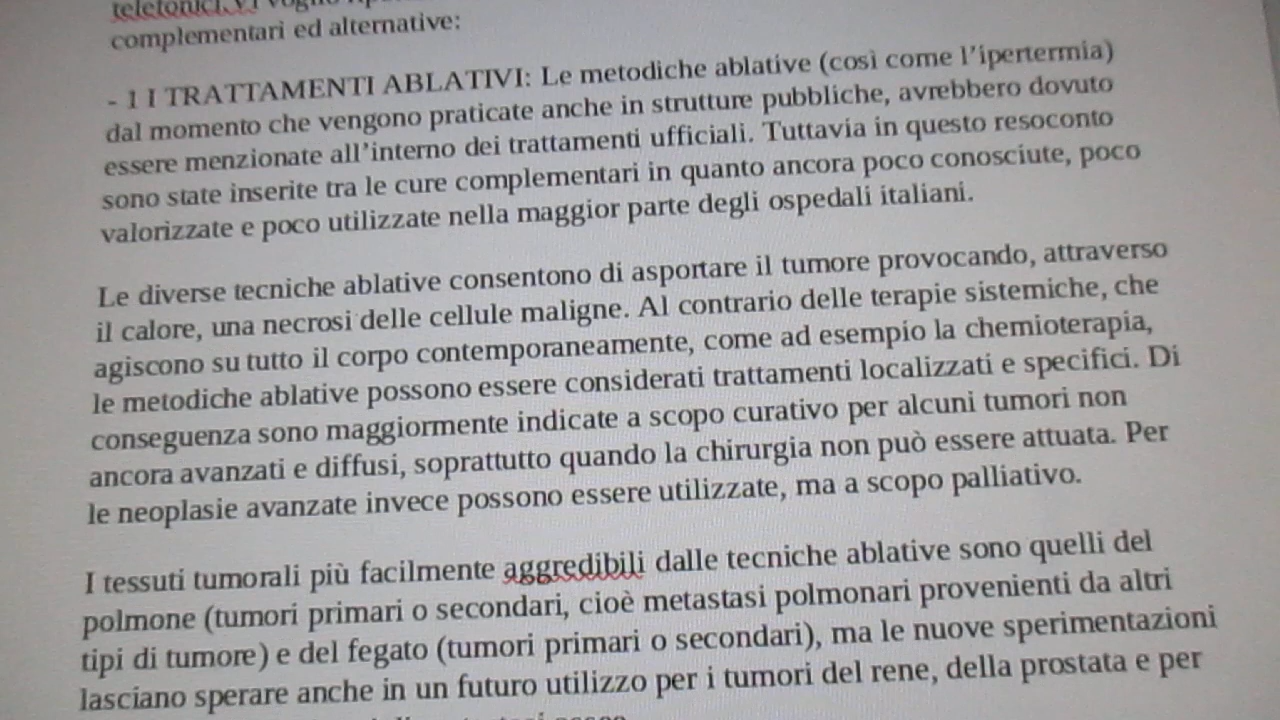 telefonici, vi voglio
complementari ed alternative:
- 1 I TRATTAMENTI ABLATIVI: Le metodiche ablative (così come l'ipertermia)
dal momento che vengono praticate anche in strutture pubbliche, avrebbero dovuto
essere menzionate all'interno dei trattamenti ufficiali. Tuttavia in questo resoconto
sono state inserite tra le cure complementari in quanto ancora poco conosciute, poco
valorizzate e poco utilizzate nella maggior parte degli ospedali italiani.
Le diverse tecniche ablative consentono di asportare il tumore provocando, attraverso
il calore, una necrosi delle cellule maligne. Al contrario delle terapie sistemiche, che
agiscono su tutto il corpo contemporaneamente, come ad esempio la chemioterapia,
le metodiche ablative possono essere considerati trattamenti localizzati e specifici. Di
conseguenza sono maggiormente indicate a scopo curativo per alcuni tumori non
ancora avanzati e diffusi, soprattutto quando la chirurgia non può essere attuata. Per
le neoplasie avanzate invece possono essere utilizzate, ma a scopo palliativo.
I tessuti tumorali più facilmente aggredibili dalle tecniche ablative sono quelli del
polmone (tumori primari o secondari, cioè metastasi polmonari provenienti da altri
tipi di tumore) e del fegato (tumori primari o secondari), ma le nuove sperimentazioni
lasciano sperare anche in un futuro utilizzo per i tumori del rene, della prostata e per